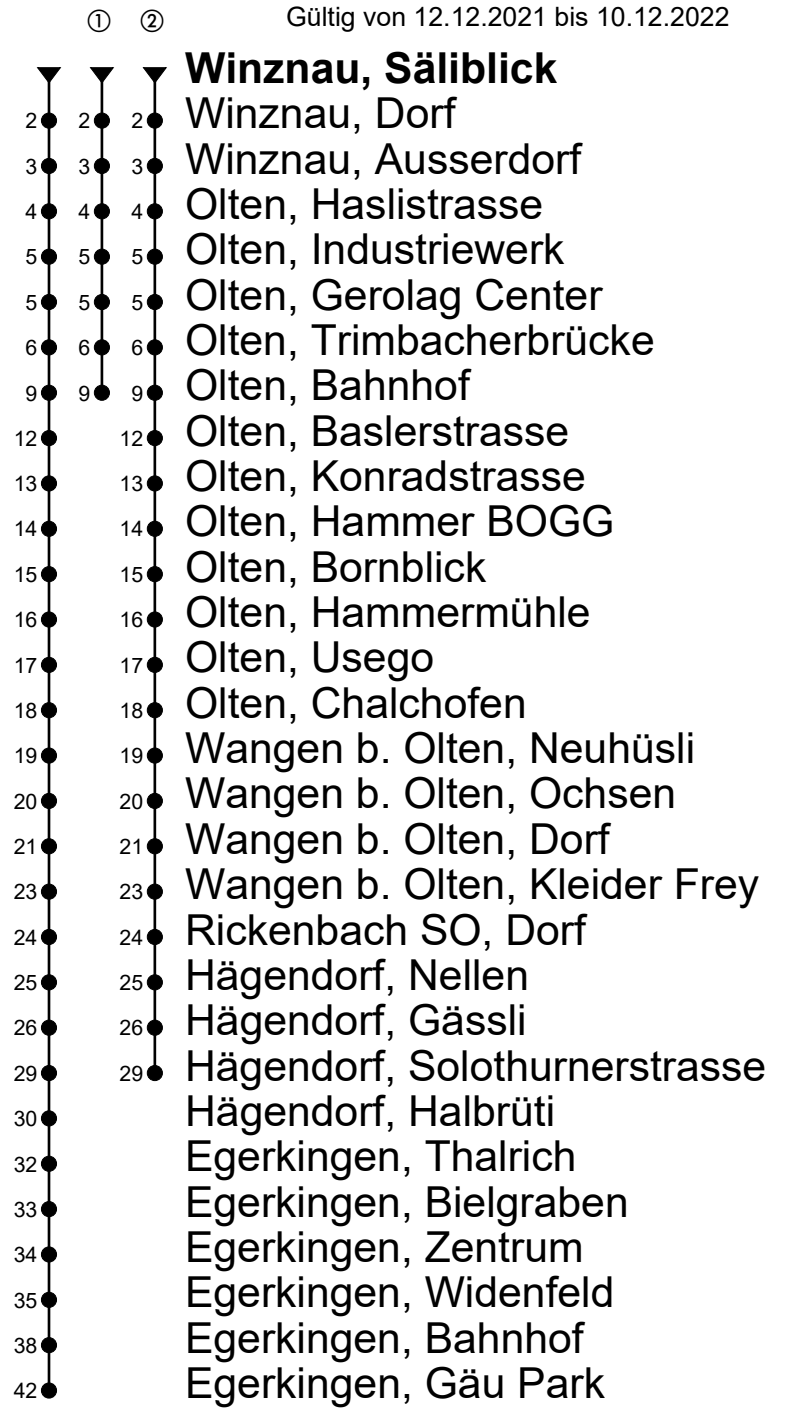 ① ② Gültig von 12.12.2021 bis 10.12.2022
Winznau, Säliblick
2 2 2 Winznau, Dorf
3 3 3 Winznau, Ausserdorf
4 4 4 Olten, Haslistrasse
5 5 5 Olten, Industriewerk
5 5 5 Olten, Gerolag Center
6 6 6 Olten, Trimbacherbrücke
9 9 9 Olten, Bahnhof
12 12 Olten, Baslerstrasse
13 13 Olten, Konradstrasse
14 14 Olten, Hammer BOGG
15 15 Olten, Bornblick
16 16 Olten, Hammermühle
17 17 Olten, Usego
18 18 Olten, Chalchofen
19 19 Wangen b. Olten, Neuhüsli
20 20 Wangen b. Olten, Ochsen
21 21 Wangen b. Olten, Dorf
23 23 Wangen b. Olten, Kleider Frey
24 24 Rickenbach SO, Dorf
25 25 Hägendorf, Nellen
26 26 Hägendorf, Gässli
29 29 Hägendorf, Solothurnerstrasse
30 Hägendorf, Halbrüti
32 Egerkingen, Thalrich
33 Egerkingen, Bielgraben
34 Egerkingen, Zentrum
35 Egerkingen, Widenfeld
38 Egerkingen, Bahnhof
42 Egerkingen, Gäu Park